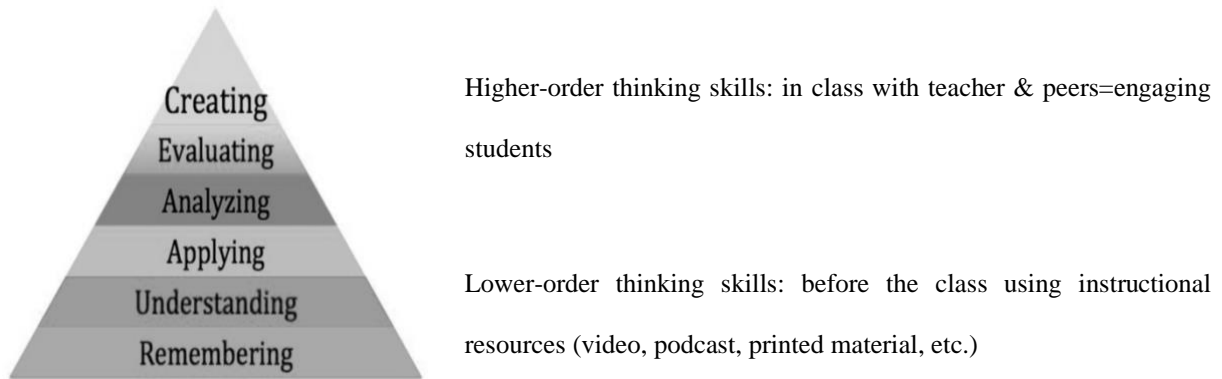 Creating
Evaluating
Analyzing
Applying
Understanding
Remembering
Higher-order thinking skills: in class with teacher & peers=engaging
students
Lower-order thinking skills: before the class using instructional
resources (video, podcast, printed material, etc.)